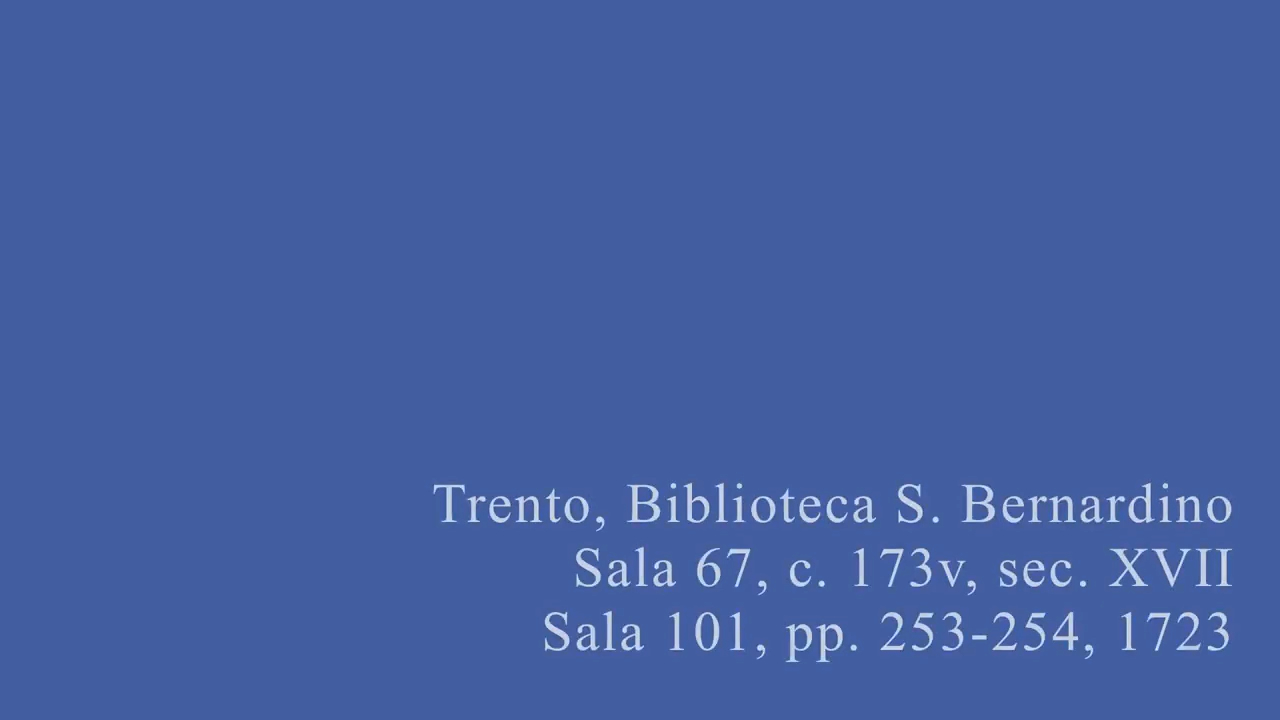 Trento, Biblioteca S. Bernardino
Sala 67, c. 173v, sec. XVII
Sala 101, pp. 253-254, 1723